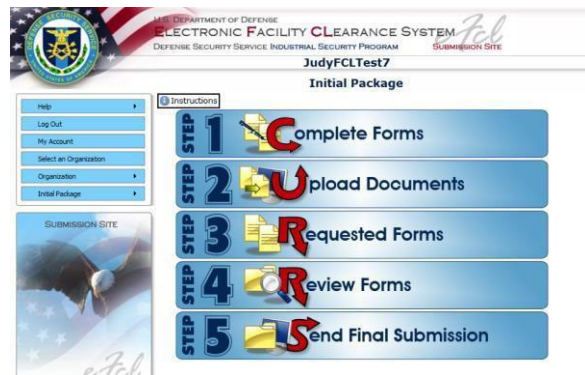 U.S. DEPARTMENT OF DEFENSE
ELECTRONIC FACILITY CLEARANCE SYSTEM
DEFENSE SECURITY SERVICE INDUSTRIAL SECURITY PROGRAM
SUBMISSION SITE
e-Fcl
JudyFCLTest7
Initial Package
Instructions
Help
Log Out
My Account
Select an Organization
Organization
Initial Package
SUBMISSION SITE
e-Fcl
STEP 1 Complete Forms
STEP 2 Upload Documents
STEP 3 Requested Forms
STEP 4 Review Forms
STEP 5 Send Final Submission